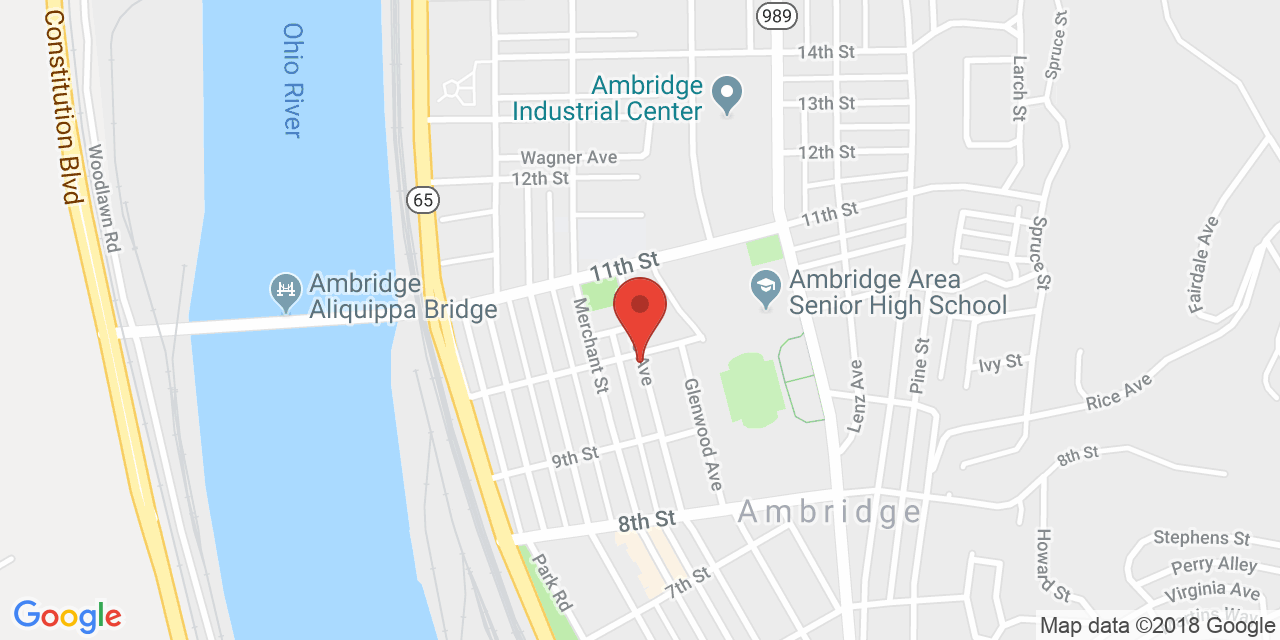 989
14th St
Spruce St
Larch St
Constitution Blvd
Ohio River
Ambridge
Industrial Center
13th St
Woodlawn Rd
Wagner Ave
12th St
12th St
65
11th St
11th St
Spruce St
Fairdale Ave
Ambridge
Aliquippa Bridge
Ambridge Area
Senior High School
Merchant St
Ave
Glenwood Ave
Lenz Ave
Pine St
Ivy St
Rice Ave
9th St
8th St
8th St
Ambridge
Park Rd
7th St
Howard St
Stephens St
Perry Alley
Virginia Ave
Way
Google
Map data ©2018 Google